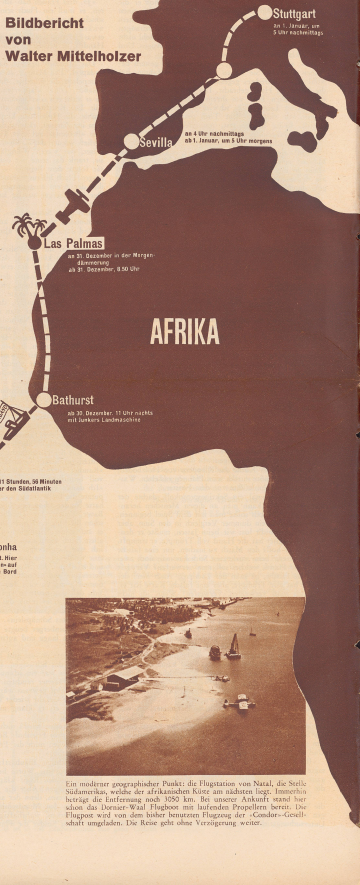 Bildbericht
von
Walter Mittelholzer
Stuttgart
an 1. Januar, um
5 Uhr nachmittags
Sevilla
an 4 Uhr nachmittags
ab 1. Januar, um 5 Uhr morgens
Las Palmas
an 31. Dezember in der Morgen-
dämmerung
ab 31. Dezember, 8.50 Uhr
AFRIKA
Bathurst
ab 30. Dezember, 11 Uhr nachts
mit Junkers Landmaschine
11 Stunden, 56 Minuten
er den Südatlantik
onha
t. Hier
n» auf
Bord
Ein moderner geographischer Punkt: die Flugstation von Natal, die Stelle
Südamerikas, welche der afrikanischen Küste am nächsten liegt. Immerhin
beträgt die Entfernung noch 3050 km. Bei unserer Ankunft stand hier
schon das Dornier-Waal Flugboot mit laufenden Propellern bereit. Die
Flugpost wird von dem bisher benutzten Flugzeug der «Condor»-Gesell-
schaft umgeladen. Die Reise geht ohne Verzögerung weiter.